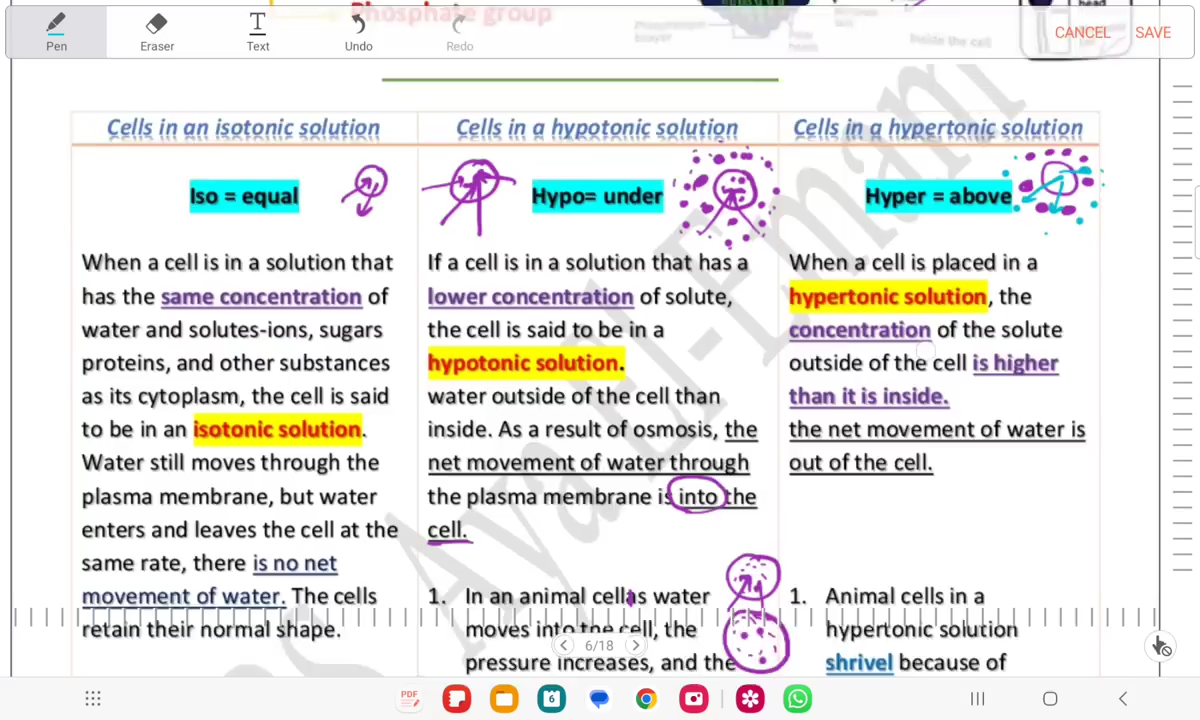 Phosphate group
head
Inside the cell
Pen
Eraser
Text
Undo
Redo
CANCEL
SAVE
Cells in an isotonic solution
Iso = equal
When a cell is in a solution that
has the same concentration of
water and solutes-ions, sugars
proteins, and other substances
as its cytoplasm, the cell is said
to be in an isotonic solution.
Water still moves through the
plasma membrane, but water
enters and leaves the cell at the
same rate, there is no net
movement of water. The cells
retain their normal shape.
Cells in a hypotonic solution
Hypo= under
If a cell is in a solution that has a
lower concentration of solute,
the cell is said to be in a
hypotonic solution.
water outside of the cell than
inside. As a result of osmosis, the
net movement of water through
the plasma membrane is into the
cell.
1. In an animal cell as water
moves into the cell, the
pressure increases, and the
Cells in a hypertonic solution
Hyper = above
When a cell is placed in a
hypertonic solution, the
concentration of the solute
outside of the cell is higher
than it is inside.
the net movement of water is
out of the cell.
1. Animal cells in a
hypertonic solution
shrivel because of
Aya El-Emam
6/18
PDF
6